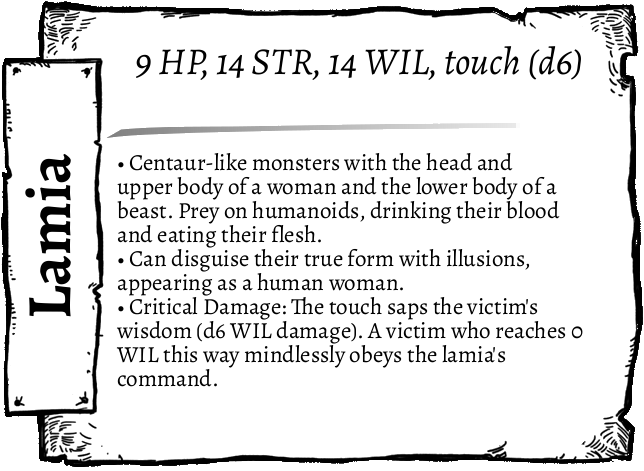 Lamia
9 HP, 14 STR, 14 WIL, touch (d6)
• Centaur-like monsters with the head and
upper body of a woman and the lower body of a
beast. Prey on humanoids, drinking their blood
and eating their flesh.
• Can disguise their true form with illusions,
appearing as a human woman.
• Critical Damage: The touch saps the victim's
wisdom (d6 WIL damage). A victim who reaches 0
WIL this way mindlessly obeys the lamia's
command.